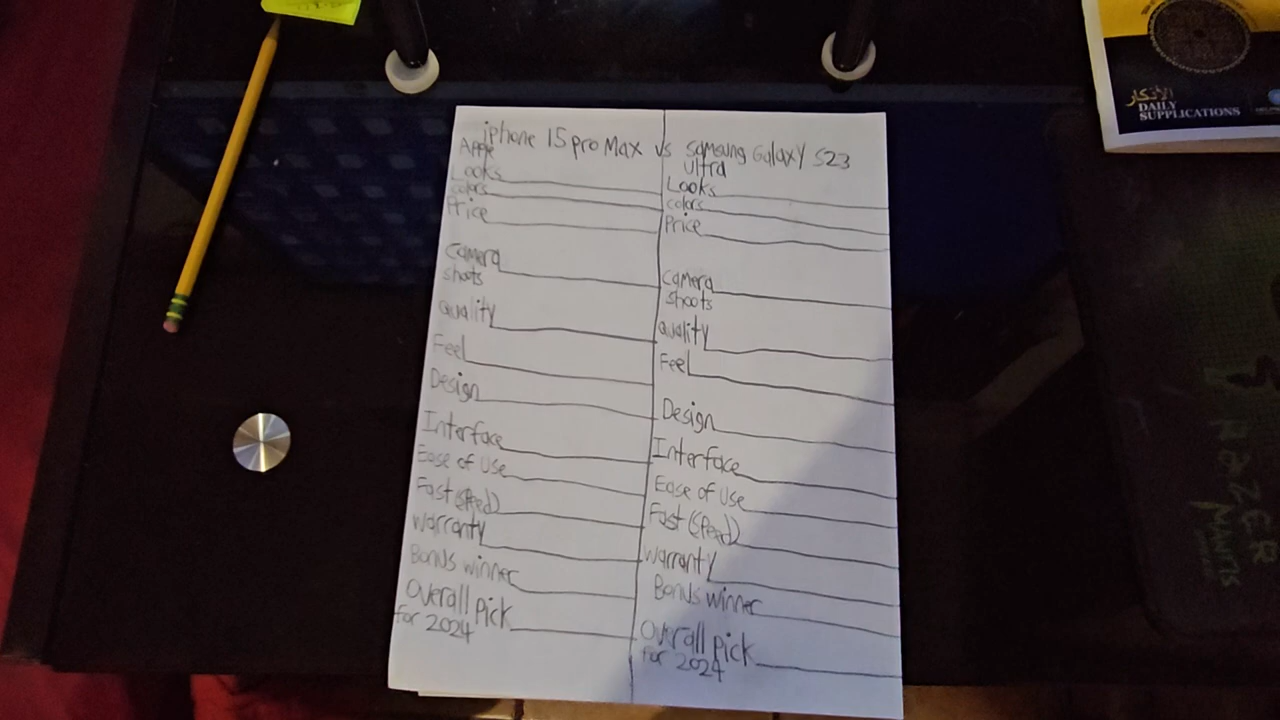 iphone 15 pro Max vs Samsung Galaxy S23
Apple
Ultra
Looks
colors
Price
Camera
shots
Quality
Feel
Design
Interface
Ease of Use
Fast (Speed)
Warranty
Bonus winner
Overall Pick
for 2024
Looks
colors
Price
Camera
shoots
Quality
Feel
Design
Interface
Ease of Use
Fast (Speed)
Warranty
Bonus winner
Overall Pick
for 2024
الأذكار
DAILY
SUPPLICATIONS